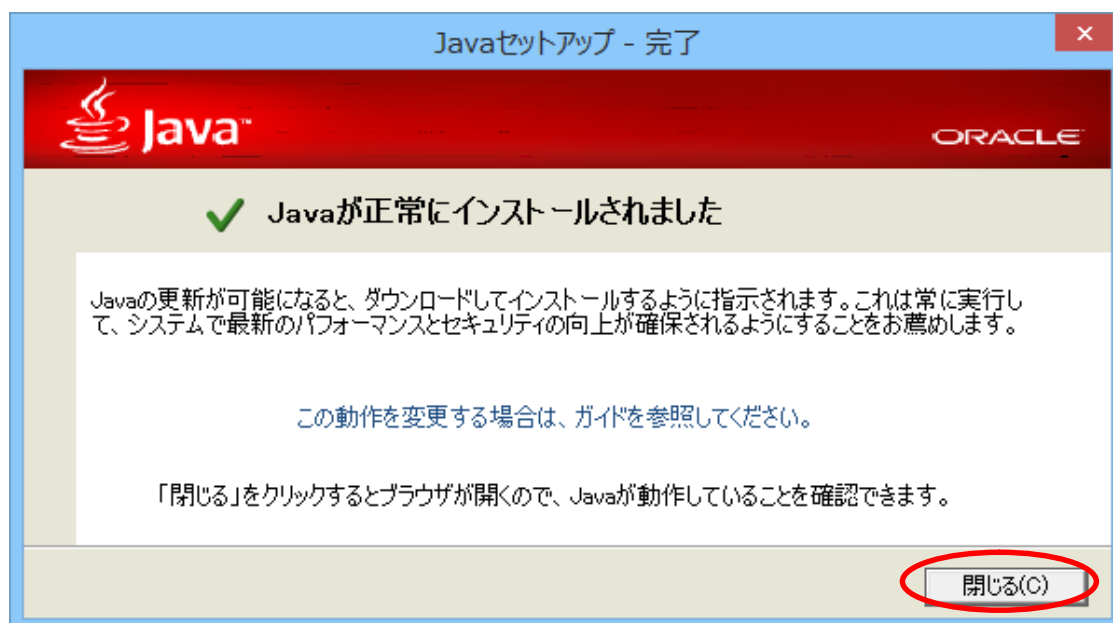 Javaセットアップ - 完了
Java™
ORACLE
Javaが正常にインストールされました
Javaの更新が可能になると、ダウンロードしてインストールするように指示されます。これは常に実行し
て、システムで最新のパフォーマンスとセキュリティの向上が確保されるようにすることをお薦めします。
この動作を変更する場合は、ガイドを参照してください。
「閉じる」をクリックするとブラウザが開くので、Javaが動作していることを確認できます。
閉じる(C)